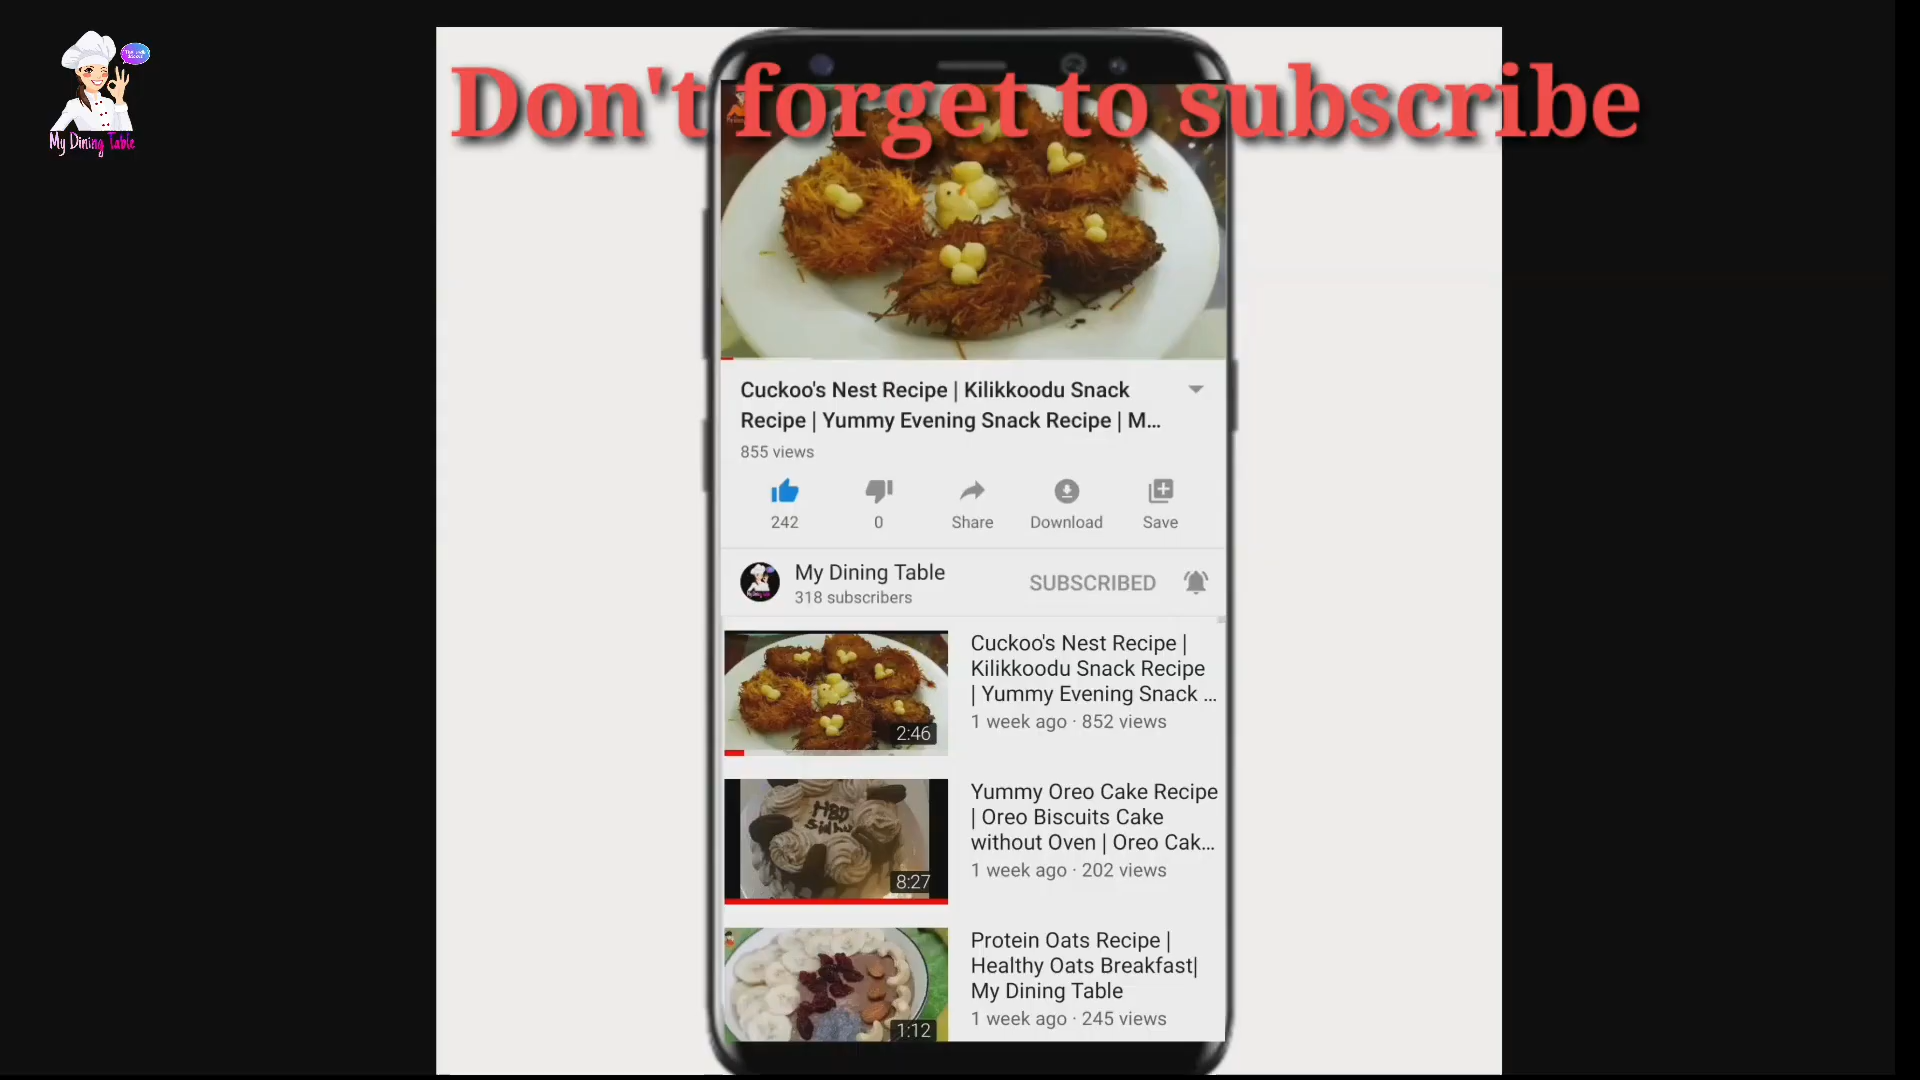 My Dining Table
Don't forget to subscribe
Cuckoo's Nest Recipe | Kilikkoodu Snack
Recipe | Yummy Evening Snack Recipe | M...
855 views
242
0
Share
Download
Save
My Dining Table
318 subscribers
SUBSCRIBED
Cuckoo's Nest Recipe |
Kilikkoodu Snack Recipe
| Yummy Evening Snack ...
1 week ago · 852 views
2:46
Yummy Oreo Cake Recipe
| Oreo Biscuits Cake
without Oven | Oreo Cak...
1 week ago · 202 views
HBD
8:27
Protein Oats Recipe |
Healthy Oats Breakfast|
My Dining Table
1 week ago · 245 views
1:12